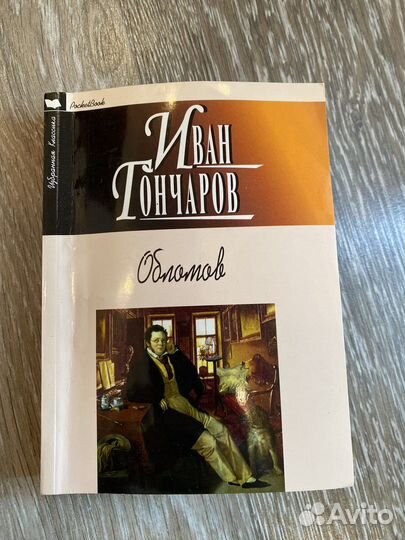 PocketBook
Избранная Классика
Иван
Гончаров
Обломов
Avito